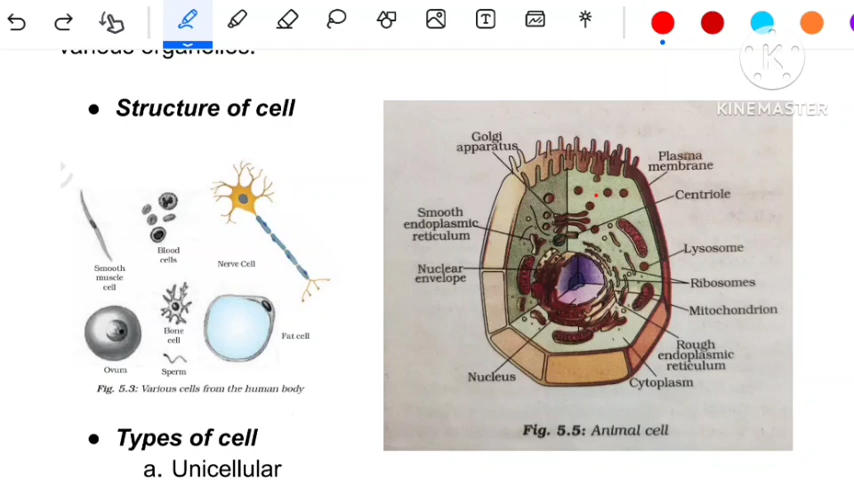 various organelles.
KINEMASTER
• Structure of cell
Smooth
muscle
cell
Blood
cells
Nerve Cell
Ovum
Bone
cell
Sperm
Fat cell
Fig. 5.3: Various cells from the human body
Golgi
apparatus
Plasma
membrane
Centriole
Smooth
endoplasmic
reticulum
Lysosome
Nuclear
envelope
Ribosomes
Mitochondrion
Rough
endoplasmic
reticulum
Nucleus
Cytoplasm
Fig. 5.5: Animal cell
• Types of cell
a. Unicellular